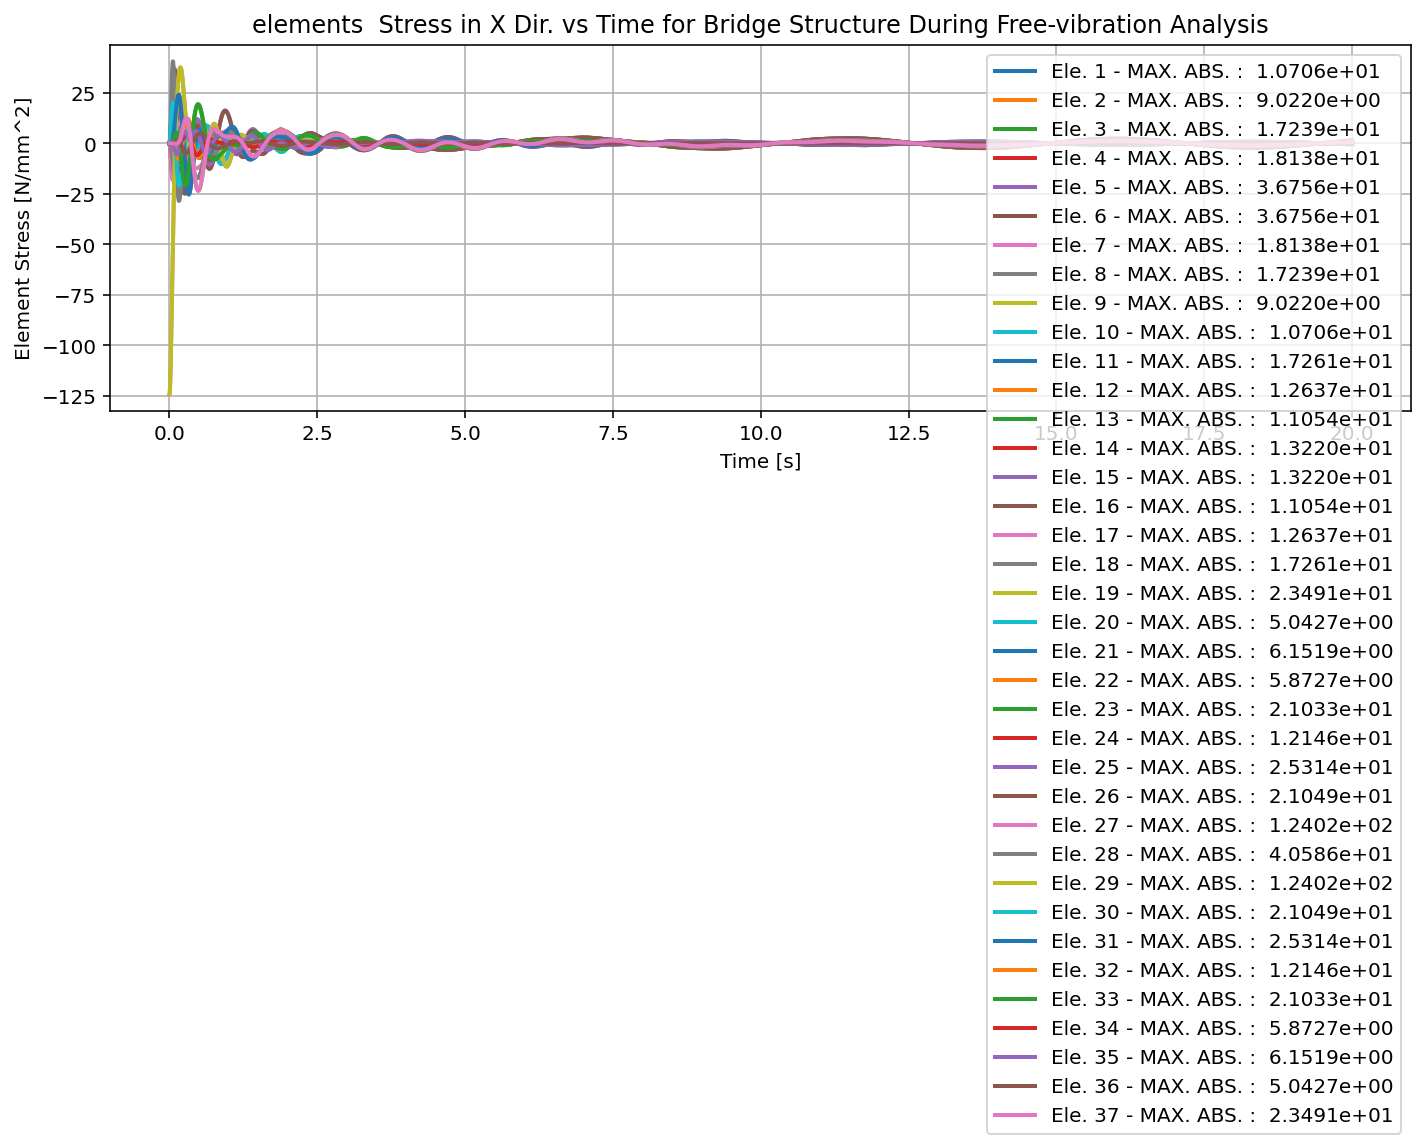 elements  Stress in X Dir. vs Time for Bridge Structure During Free-vibration Analysis
Element Stress [N/mm^2]
25
0
−25
−50
−75
−100
−125
0.0
2.5
5.0
7.5
10.0
12.5
15.0
17.5
20.0
Time [s]
Ele. 1 - MAX. ABS. :  1.0706e+01
Ele. 2 - MAX. ABS. :  9.0220e+00
Ele. 3 - MAX. ABS. :  1.7239e+01
Ele. 4 - MAX. ABS. :  1.8138e+01
Ele. 5 - MAX. ABS. :  3.6756e+01
Ele. 6 - MAX. ABS. :  3.6756e+01
Ele. 7 - MAX. ABS. :  1.8138e+01
Ele. 8 - MAX. ABS. :  1.7239e+01
Ele. 9 - MAX. ABS. :  9.0220e+00
Ele. 10 - MAX. ABS. :  1.0706e+01
Ele. 11 - MAX. ABS. :  1.7261e+01
Ele. 12 - MAX. ABS. :  1.2637e+01
Ele. 13 - MAX. ABS. :  1.1054e+01
Ele. 14 - MAX. ABS. :  1.3220e+01
Ele. 15 - MAX. ABS. :  1.3220e+01
Ele. 16 - MAX. ABS. :  1.1054e+01
Ele. 17 - MAX. ABS. :  1.2637e+01
Ele. 18 - MAX. ABS. :  1.7261e+01
Ele. 19 - MAX. ABS. :  2.3491e+01
Ele. 20 - MAX. ABS. :  5.0427e+00
Ele. 21 - MAX. ABS. :  6.1519e+00
Ele. 22 - MAX. ABS. :  5.8727e+00
Ele. 23 - MAX. ABS. :  2.1033e+01
Ele. 24 - MAX. ABS. :  1.2146e+01
Ele. 25 - MAX. ABS. :  2.5314e+01
Ele. 26 - MAX. ABS. :  2.1049e+01
Ele. 27 - MAX. ABS. :  1.2402e+02
Ele. 28 - MAX. ABS. :  4.0586e+01
Ele. 29 - MAX. ABS. :  1.2402e+02
Ele. 30 - MAX. ABS. :  2.1049e+01
Ele. 31 - MAX. ABS. :  2.5314e+01
Ele. 32 - MAX. ABS. :  1.2146e+01
Ele. 33 - MAX. ABS. :  2.1033e+01
Ele. 34 - MAX. ABS. :  5.8727e+00
Ele. 35 - MAX. ABS. :  6.1519e+00
Ele. 36 - MAX. ABS. :  5.0427e+00
Ele. 37 - MAX. ABS. :  2.3491e+01